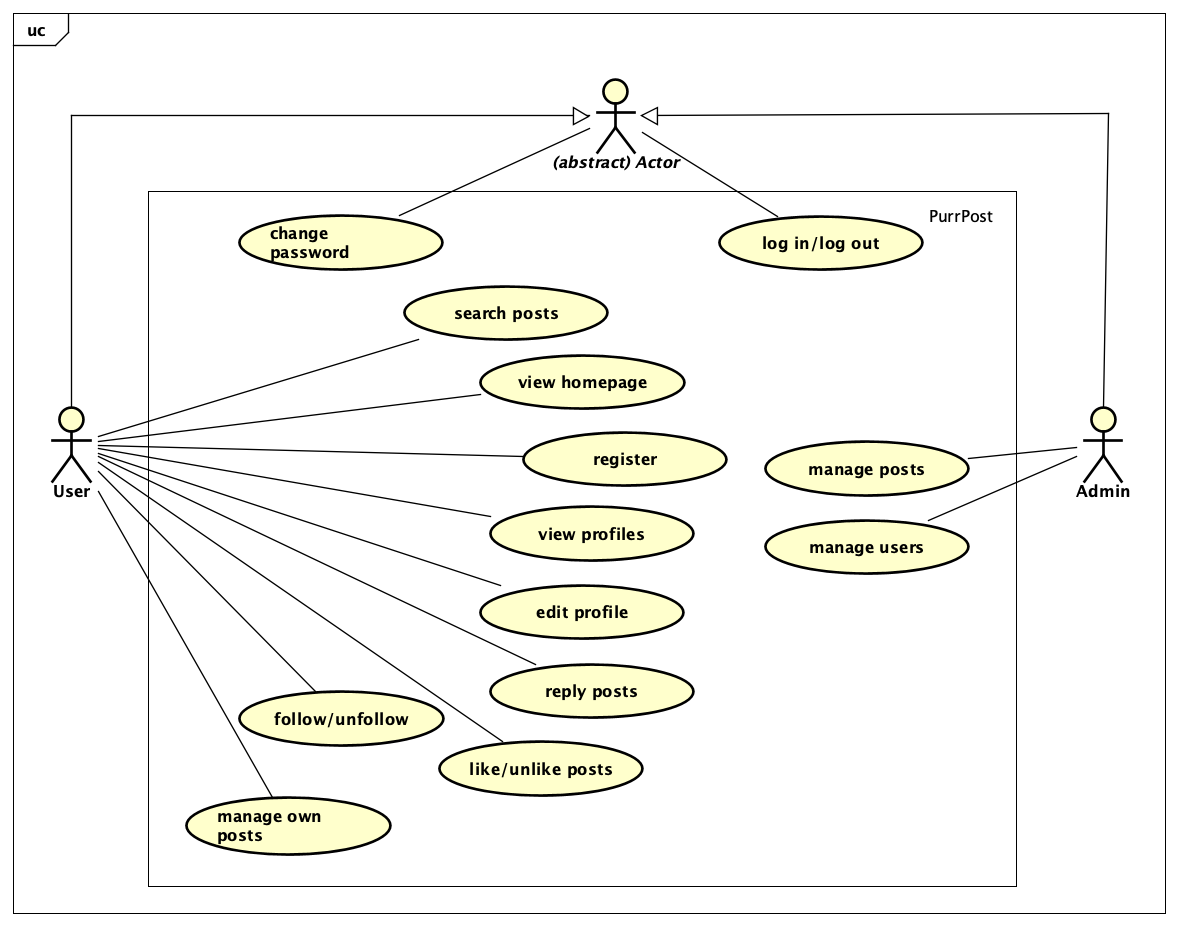 uc
(abstract) Actor
PurrPost
change
password
log in/log out
search posts
view homepage
register
manage posts
User
Admin
view profiles
manage users
edit profile
reply posts
follow/unfollow
like/unlike posts
manage own
posts